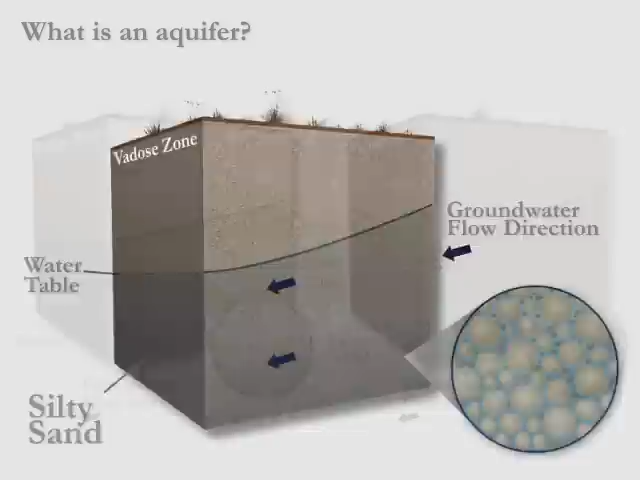 What is an aquifer?
Vadose Zone
Groundwater
Flow Direction
Water
Table
Silty
Sand